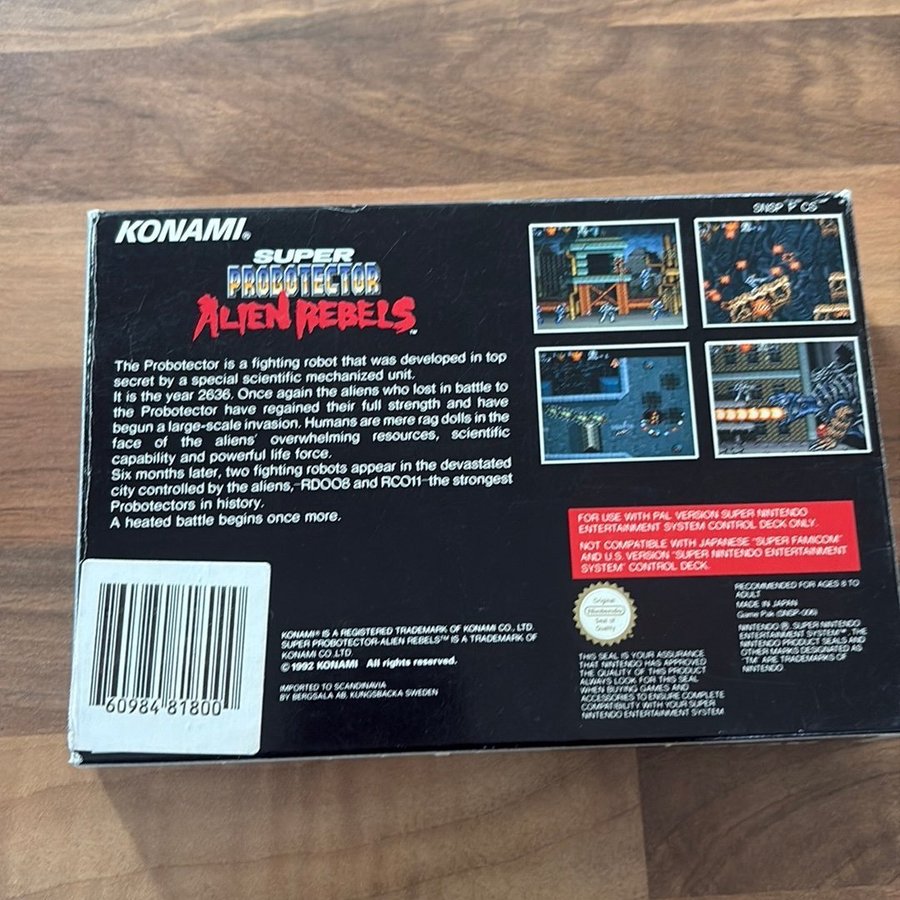 SNSP P CS
KONAMI®
SUPER
PROBOTECTOR
ALIEN REBELS™
The Probotector is a fighting robot that was developed in top
secret by a special scientific mechanized unit.
It is the year 2636. Once again the aliens who lost in battle to
the Probotector have regained their full strength and have
begun a large-scale invasion. Humans are mere rag dolls in the
face of the aliens' overwhelming resources, scientific
capability and powerful life force.
Six months later, two fighting robots appear in the devastated
city controlled by the aliens,-RD008 and RC011-the strongest
Probotectors in history.
A heated battle begins once more.
FOR USE WITH PAL VERSION SUPER NINTENDO
ENTERTAINMENT SYSTEM CONTROL DECK ONLY.
NOT COMPATIBLE WITH JAPANESE "SUPER FAMICOM"
AND U.S. VERSION "SUPER NINTENDO ENTERTAINMENT
SYSTEM" CONTROL DECK.
60984 81800
KONAMI® IS A REGISTERED TRADEMARK OF KONAMI CO., LTD.
SUPER PROBOTECTOR-ALIEN REBELS™ IS A TRADEMARK OF
KONAMI CO.,LTD.
©1992 KONAMI All rights reserved.
IMPORTED TO SCANDINAVIA
BY BERGSALA AB, KUNGSBACKA SWEDEN
Original
Nintendo
Seal of
Quality
THIS SEAL IS YOUR ASSURANCE
THAT NINTENDO HAS APPROVED
THE QUALITY OF THIS PRODUCT
ALWAYS LOOK FOR THIS SEAL
WHEN BUYING GAMES AND
ACCESSORIES TO ENSURE COMPLETE
COMPATIBILITY WITH YOUR SUPER
NINTENDO ENTERTAINMENT SYSTEM
RECOMMENDED FOR AGES 8 TO
ADULT
MADE IN JAPAN
Game Pak (SNSP-006)
NINTENDO ®, SUPER NINTENDO
ENTERTAINMENT SYSTEM™, THE
NINTENDO PRODUCT SEALS AND
OTHER MARKS DESIGNATED AS
"TM" ARE TRADEMARKS OF
NINTENDO